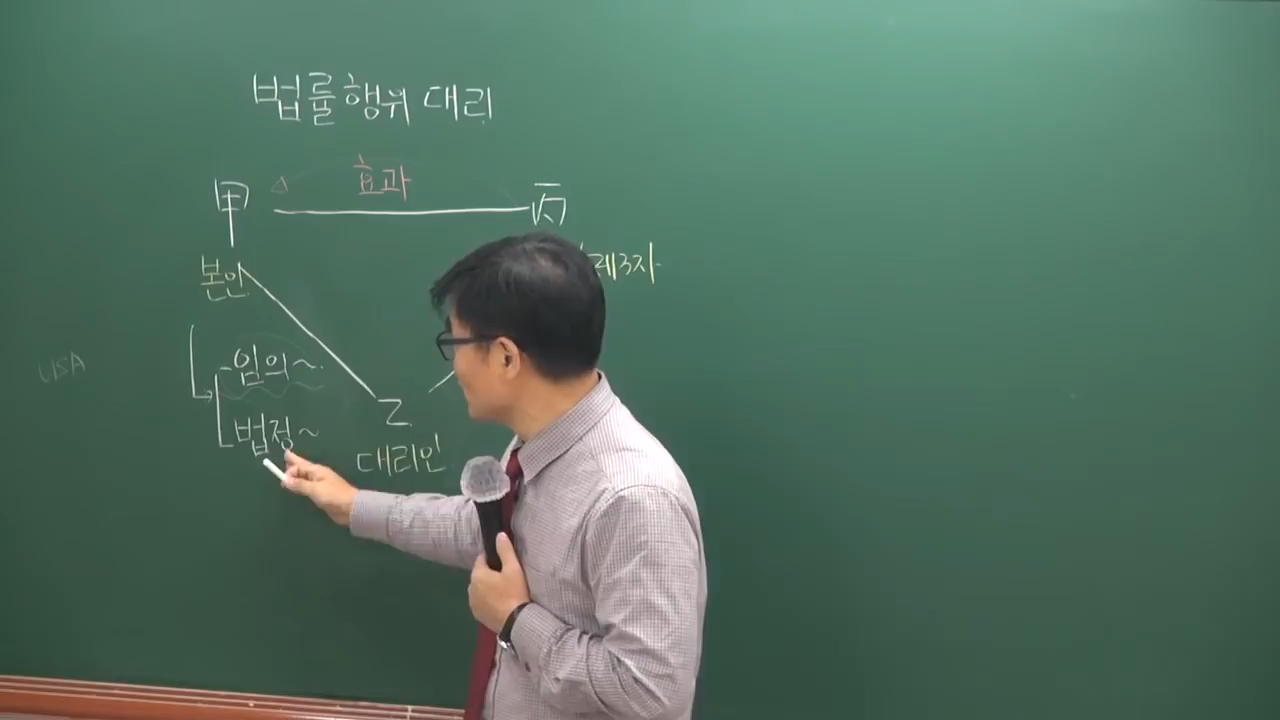 법률행위 대리
효과
甲 丙
본인 제3자
임의~
USA
乙
법정~
대리인